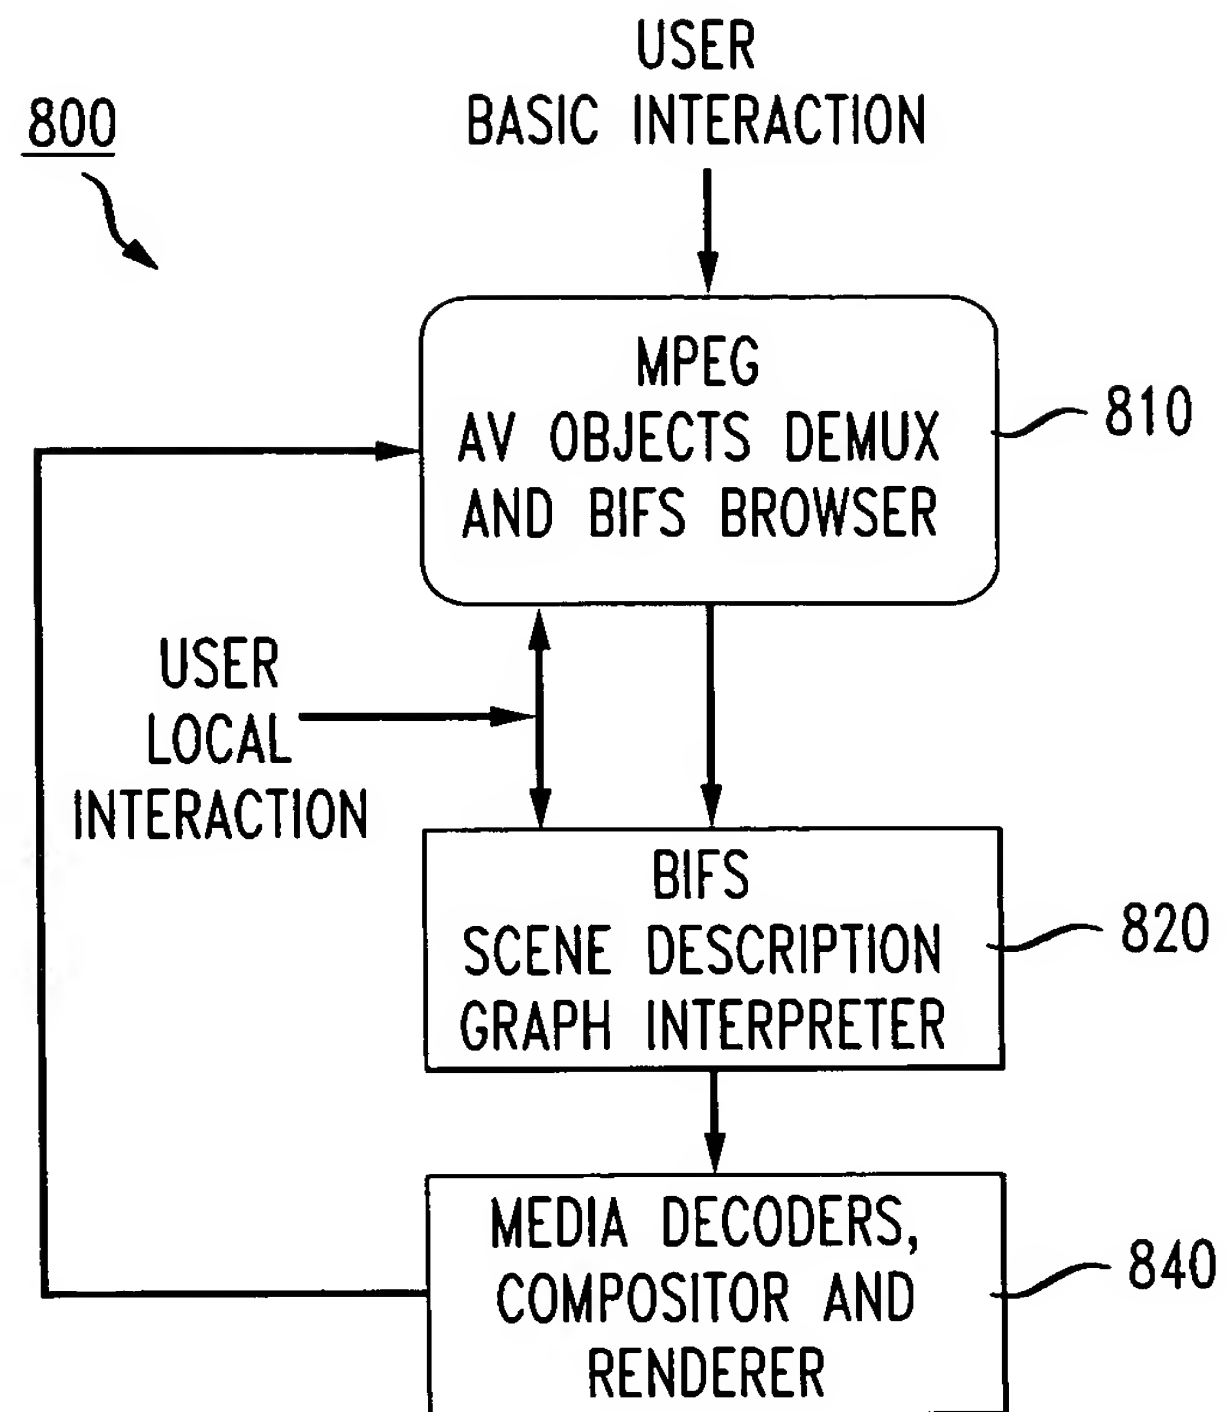 USER
BASIC INTERACTION
800
MPEG
AV OBJECTS DEMUX
AND BIFS BROWSER
810
USER
LOCAL
INTERACTION
BIFS
SCENE DESCRIPTION
GRAPH INTERPRETER
820
MEDIA DECODERS,
COMPOSITOR AND
RENDERER
840